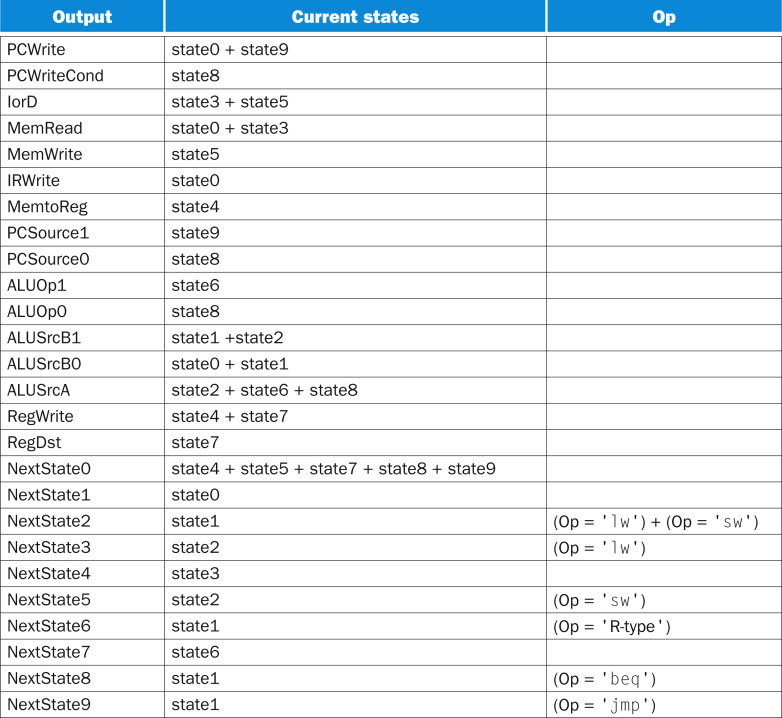 Output Current states Op
PCWrite state0 + state9
PCWriteCond state8
IorD state3 + state5
MemRead state0 + state3
MemWrite state5
IRWrite state0
MemtoReg state4
PCSource1 state9
PCSource0 state8
ALUOp1 state6
ALUOp0 state8
ALUSrcB1 state1 +state2
ALUSrcB0 state0 + state1
ALUSrcA state2 + state6 + state8
RegWrite state4 + state7
RegDst state7
NextState0 state4 + state5 + state7 + state8 + state9
NextState1 state0
NextState2 state1 (Op = 'lw') + (Op = 'sw')
NextState3 state2 (Op = 'lw')
NextState4 state3
NextState5 state2 (Op = 'sw')
NextState6 state1 (Op = 'R-type')
NextState7 state6
NextState8 state1 (Op = 'beq')
NextState9 state1 (Op = 'jmp')